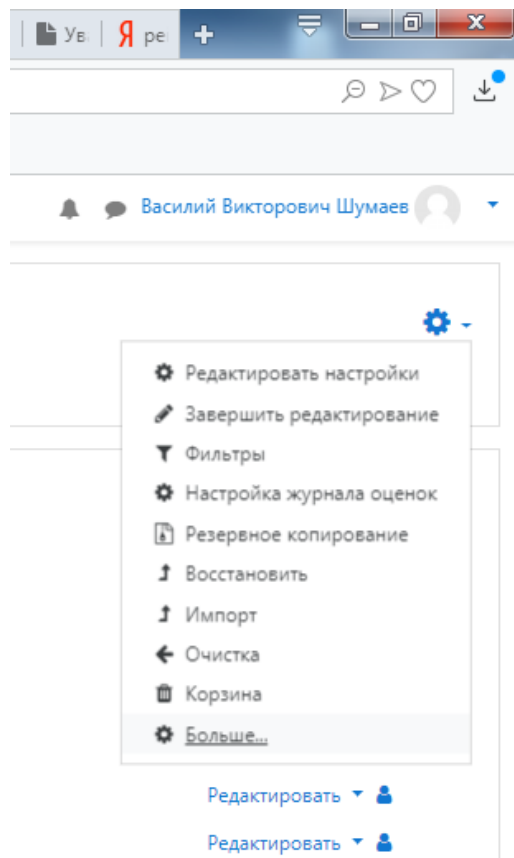 Ув Я ре
Василий Викторович Шумаев
Редактировать настройки
Завершить редактирование
Фильтры
Настройка журнала оценок
Резервное копирование
Восстановить
Импорт
Очистка
Корзина
Больше...
Редактировать
Редактировать